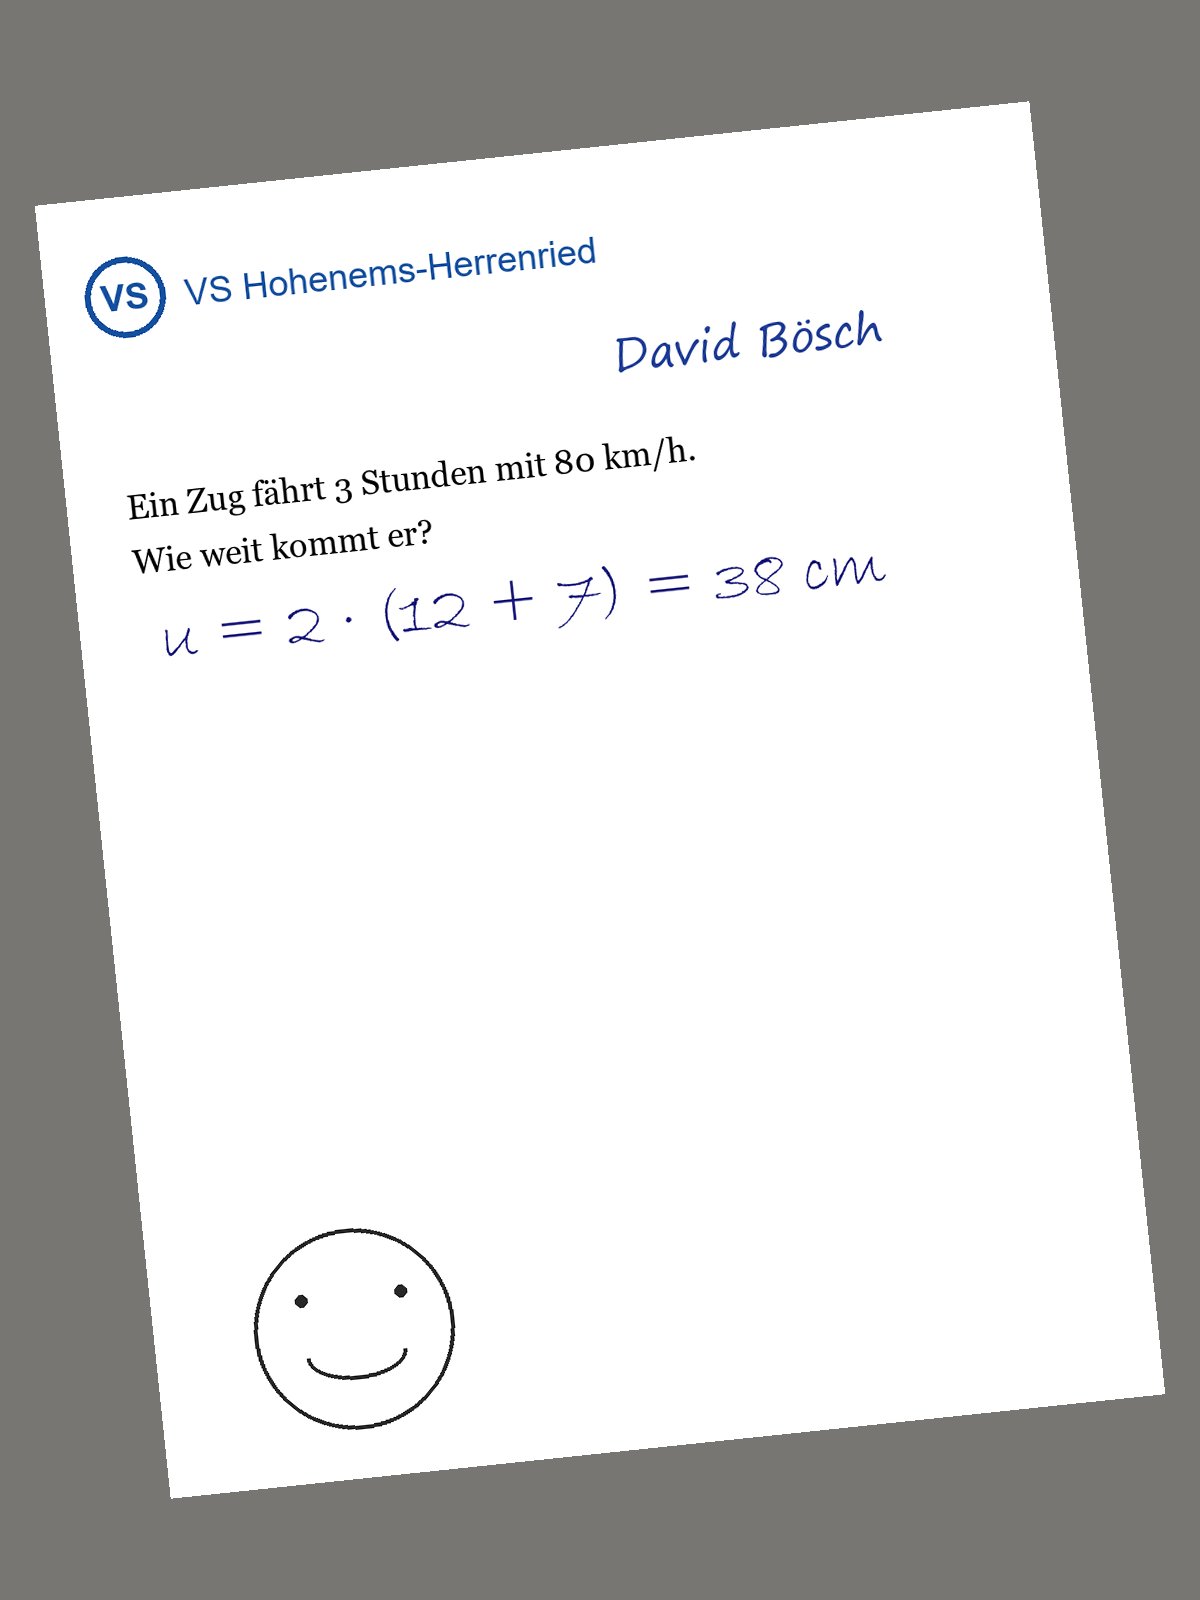 VS VS Hohenems-Herrenried
David Bösch
Ein Zug fährt 3 Stunden mit 80 km/h.
Wie weit kommt er?
u = 2 · (12 + 7) = 38 cm